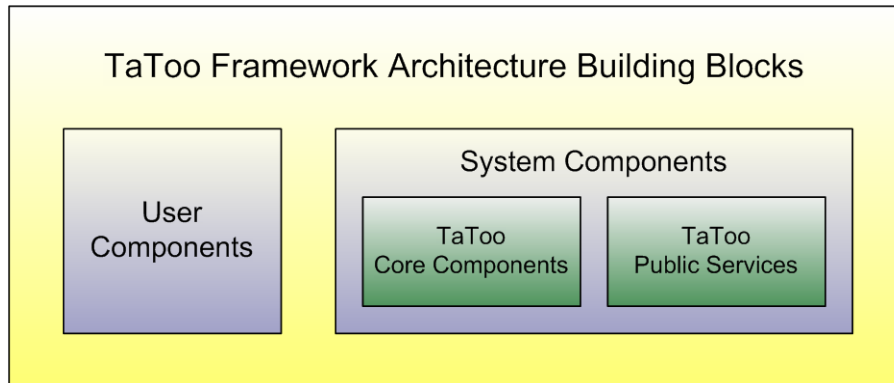 TaToo Framework Architecture Building Blocks
User
Components
System Components
TaToo
Core Components
TaToo
Public Services